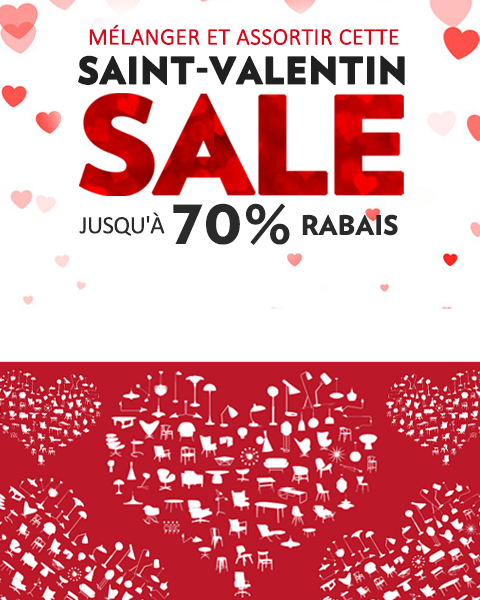 MÉLANGER ET ASSORTIR CETTE
SAINT-VALENTIN
SALE
JUSQU'À 70% RABAIS